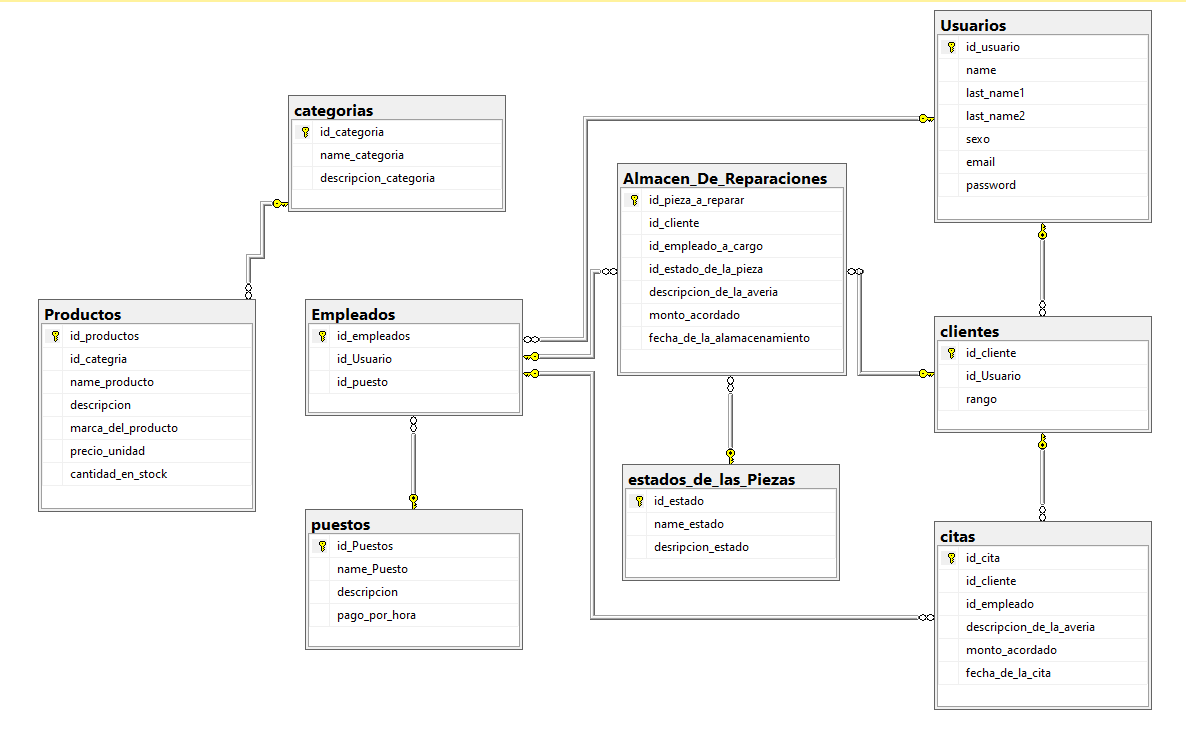 Usuarios
id_usuario
name
last_name1
last_name2
sexo
email
password
categorias
id_categoria
name_categoria
descripcion_categoria
Almacen_De_Reparaciones
id_pieza_a_reparar
id_cliente
id_empleado_a_cargo
id_estado_de_la_pieza
descripcion_de_la_averia
monto_acordado
fecha_de_la_alamacenamiento
Productos
id_productos
id_categria
name_producto
descripcion
marca_del_producto
precio_unidad
cantidad_en_stock
Empleados
id_empleados
id_Usuario
id_puesto
clientes
id_cliente
id_Usuario
rango
estados_de_las_Piezas
id_estado
name_estado
desripcion_estado
puestos
id_Puestos
name_Puesto
descripcion
pago_por_hora
citas
id_cita
id_cliente
id_empleado
descripcion_de_la_averia
monto_acordado
fecha_de_la_cita